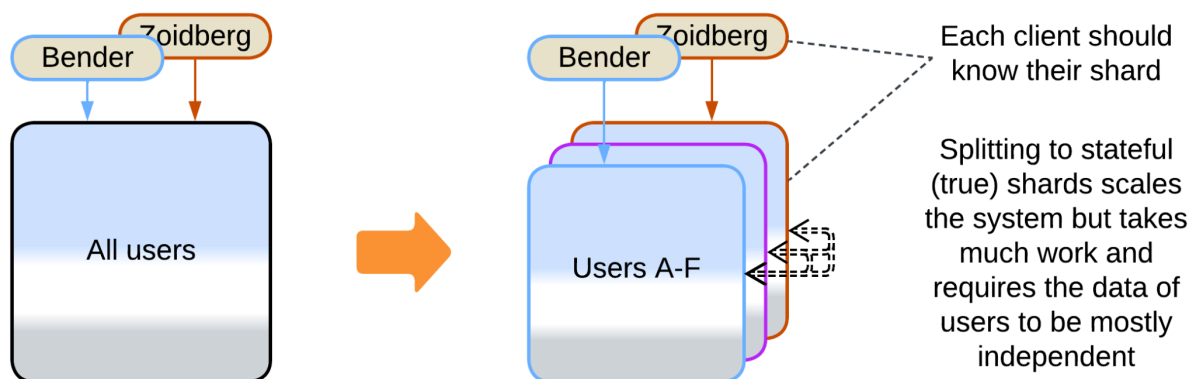 Zoidberg
Bender
All users
Zoidberg
Bender
Users A-F
Each client should
know their shard
Splitting to stateful
(true) shards scales
the system but takes
much work and
requires the data of
users to be mostly
independent